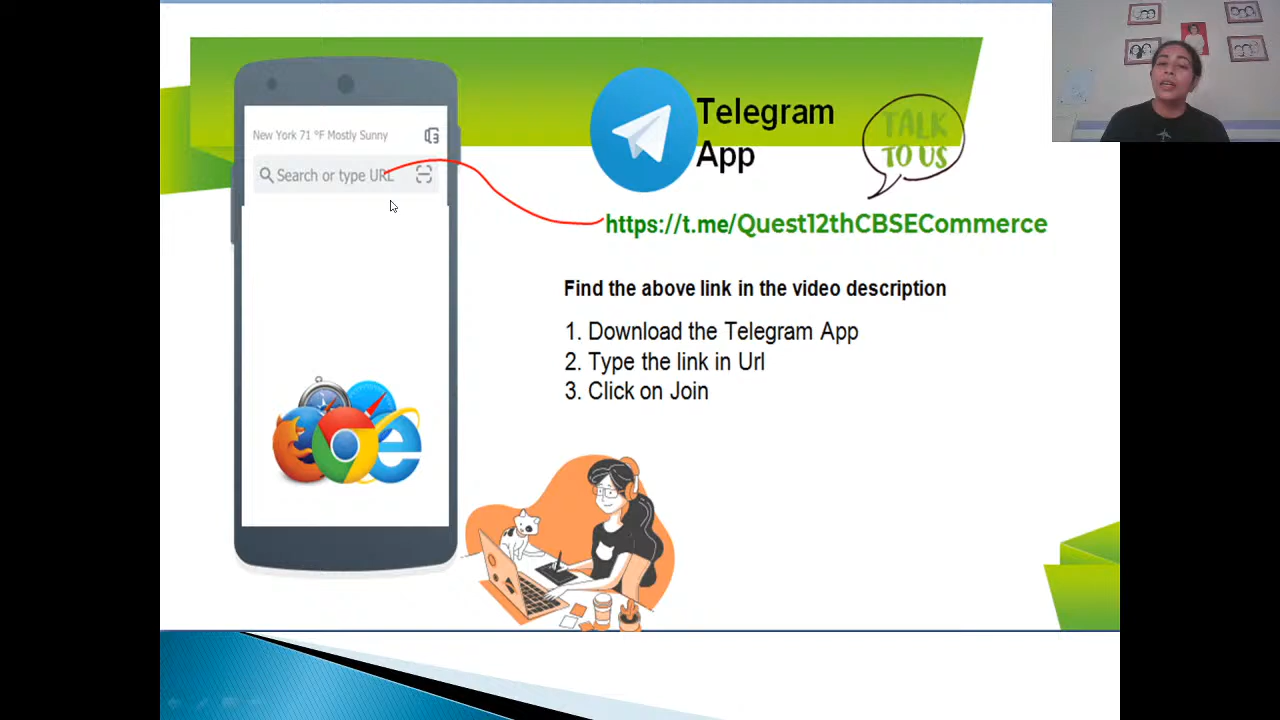 New York 71 °F Mostly Sunny
Search or type URL
Telegram
App
TALK
TO US
https://t.me/Quest12thCBSECommerce
Find the above link in the video description
1. Download the Telegram App
2. Type the link in Url
3. Click on Join